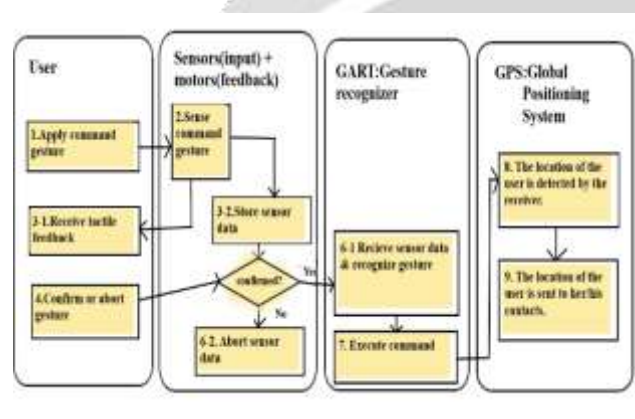 User
1.Apply command
gesture
3-1.Receive tactile
feedback
4.Confirm or abort
gesture
Sensors(input) +
motors(feedback)
2.Sense
command
gesture
3-2.Store sensor
data
confirmed?
Yes
No
6-2. Abort sensor
data
GART:Gesture
recognizer
6-1 Recieve sensor data
& recognize gesture
7. Execute command
GPS:Global
Positioning
System
8. The location of the
user is detected by the
receiver.
9. The location of the
user is sent to her/his
contacts.